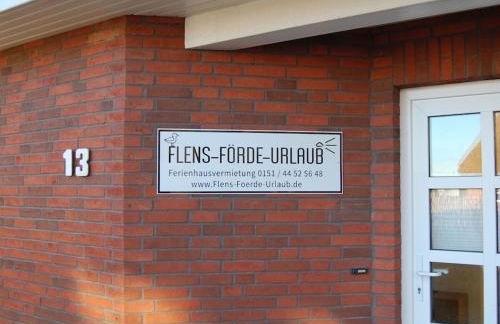 13
FLENS-FÖRDE-URLAUB
Ferienhausvermietung 0151 / 44 52 56 48
www.Flens-Foerde-Urlaub.de